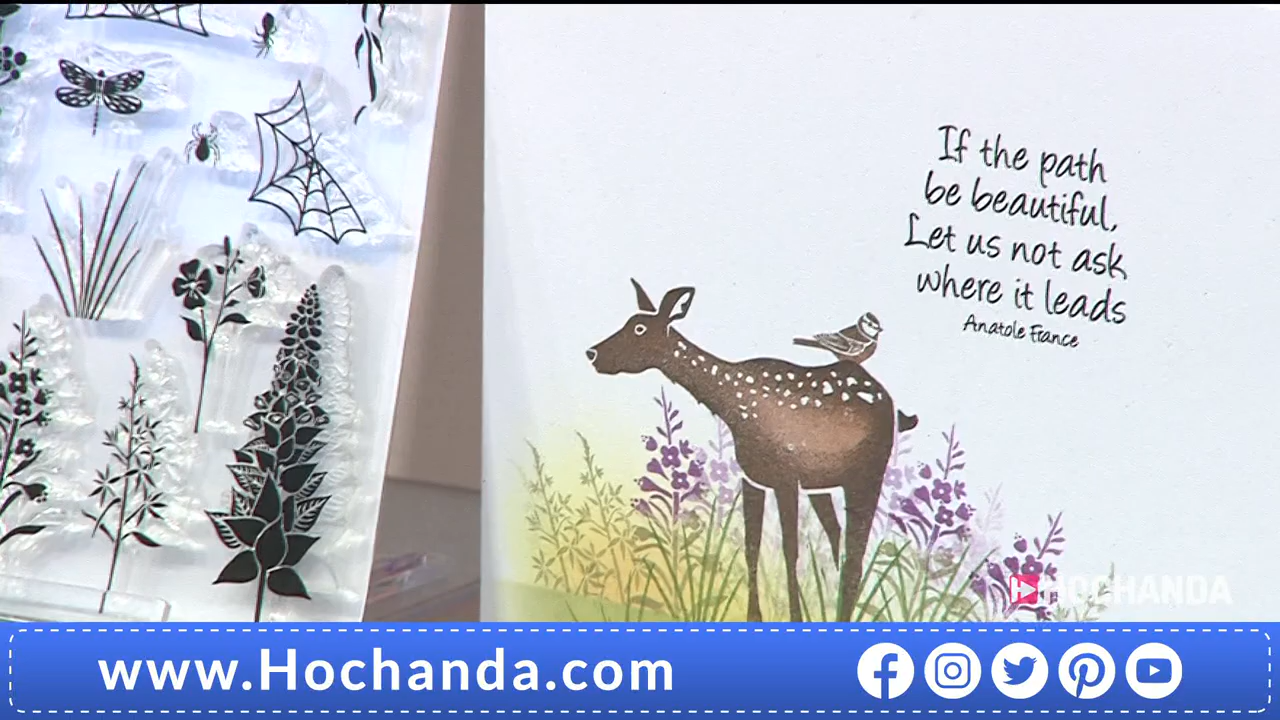 If the path
be beautiful,
Let us not ask
where it leads
Anatole France
HOCHANDA
www.Hochanda.com